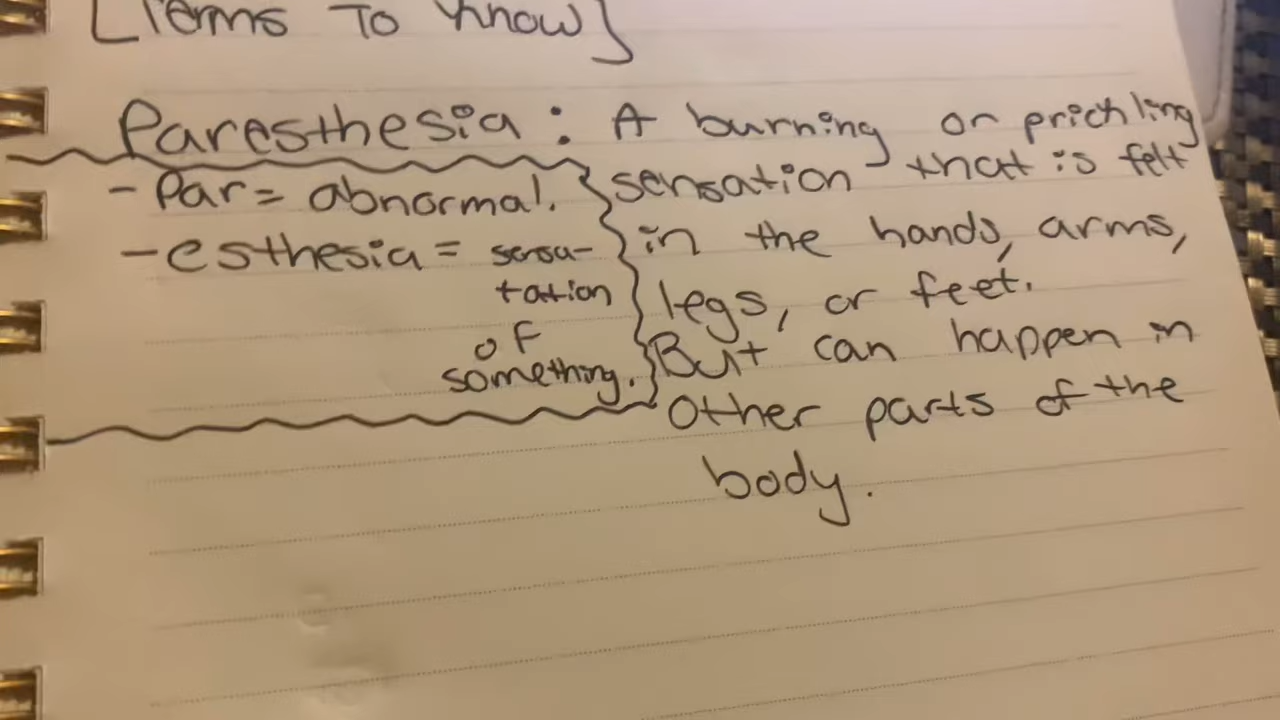 [Terms To Know]
Paresthesia: A burning or prickling
sensation that is felt
in the hands, arms,
legs, or feet.
But can happen in
other parts of the
body.
- Par = abnormal.
- esthesia = sensa-
tation
of
something.